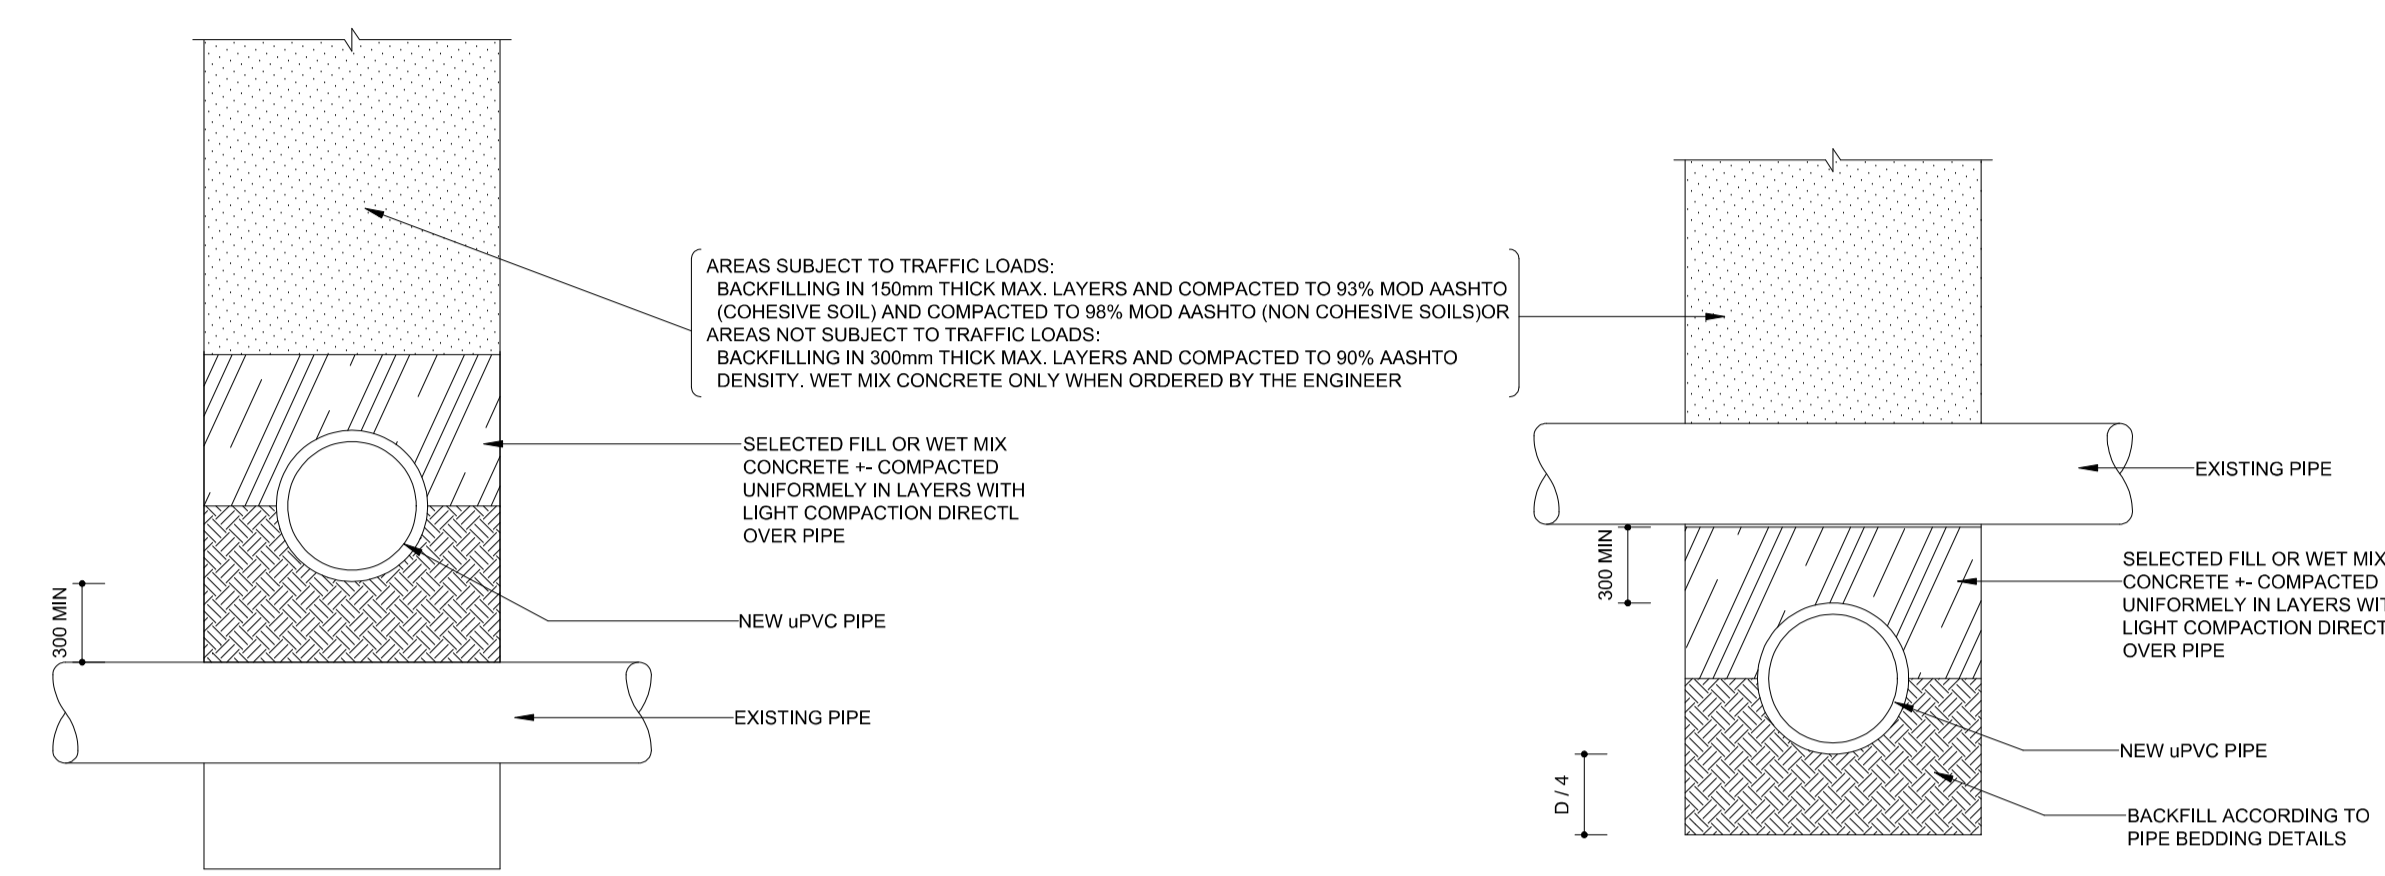 AREAS SUBJECT TO TRAFFIC LOADS:
BACKFILLING IN 150mm THICK MAX. LAYERS AND COMPACTED TO 93% MOD AASHTO
(COHESIVE SOIL) AND COMPACTED TO 98% MOD AASHTO (NON COHESIVE SOILS)OR
AREAS NOT SUBJECT TO TRAFFIC LOADS:
BACKFILLING IN 300mm THICK MAX. LAYERS AND COMPACTED TO 90% AASHTO
DENSITY. WET MIX CONCRETE ONLY WHEN ORDERED BY THE ENGINEER
SELECTED FILL OR WET MIX
CONCRETE +- COMPACTED
UNIFORMELY IN LAYERS WITH
LIGHT COMPACTION DIRECTL
OVER PIPE
300 MIN
NEW uPVC PIPE
EXISTING PIPE
EXISTING PIPE
300 MIN
SELECTED FILL OR WET MIX
CONCRETE +- COMPACTED
UNIFORMELY IN LAYERS WIT
LIGHT COMPACTION DIRECT
OVER PIPE
NEW uPVC PIPE
D / 4
BACKFILL ACCORDING TO
PIPE BEDDING DETAILS